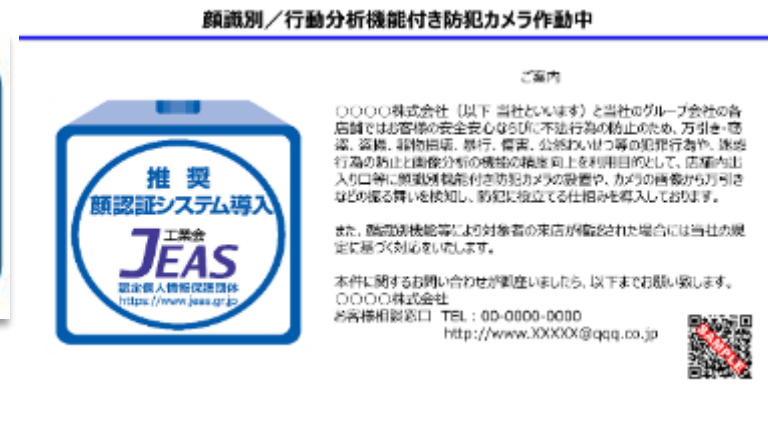 顔識別／行動分析機能付き防犯カメラ作動中
ご案内
〇〇〇〇株式会社（以下 当社といいます）と当社のグループ会社の各
店舗ではお客様の安全安心ならびに不法行為の防止のため、万引き・窃
盗、強盗、器物損壊、暴行、傷害、公然わいせつ等の犯罪行為や、迷惑
行為の防止と画像分析の機能の精度向上を利用目的として、店舗内出
入り口等に顔識別機能付き防犯カメラの設置や、カメラの画像から万引き
などの振る舞いを検知し、防犯に役立てる仕組みを導入しております。
また、顔識別機能等により対象者の来店が確認された場合には当社の規
定に基づく対応をいたします。
本件に関するお問い合わせが御座いましたら、以下までお願い致します。
〇〇〇〇株式会社
お客様相談窓口 TEL：00-0000-0000
http://www.XXXXX@qqq.co.jp
推 奨
顔認証システム導入
工業会
JEAS
認定個人情報保護団体
https://www.jeas.gr.jp
SAMPLE